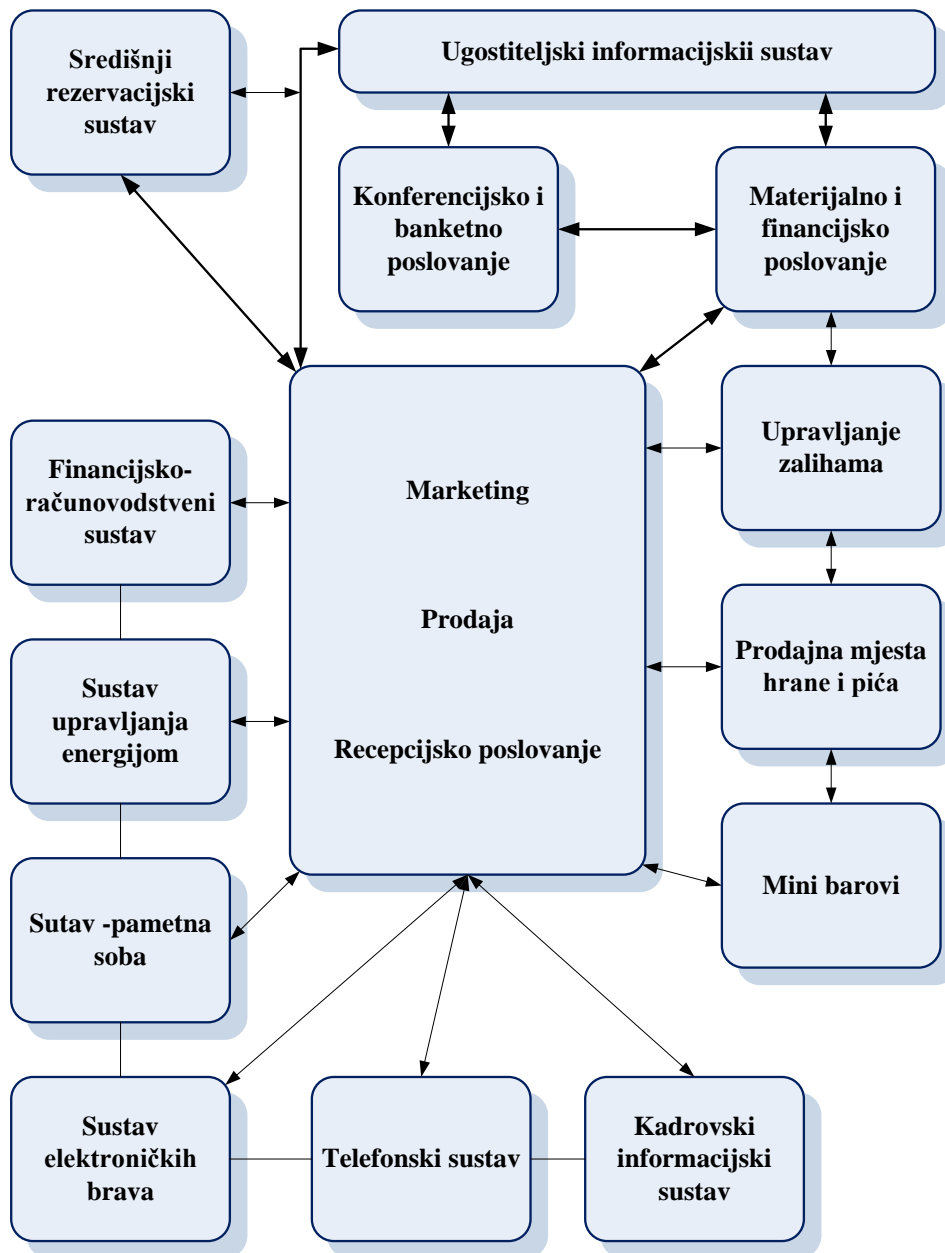 Središnji
rezervacijski
sustav
Ugostiteljski informacijskii sustav
Konferencijsko i
banketno
poslovanje
Materijalno i
financijsko
poslovanje
Financijsko-
računovodstveni
sustav
Marketing
Prodaja
Recepcijsko poslovanje
Upravljanje
zalihama
Sustav
upravljanja
energijom
Prodajna mjesta
hrane i pića
Sutav -pametna
soba
Mini barovi
Sustav
elektroničkih
brava
Telefonski sustav
Kadrovski
informacijski
sustav